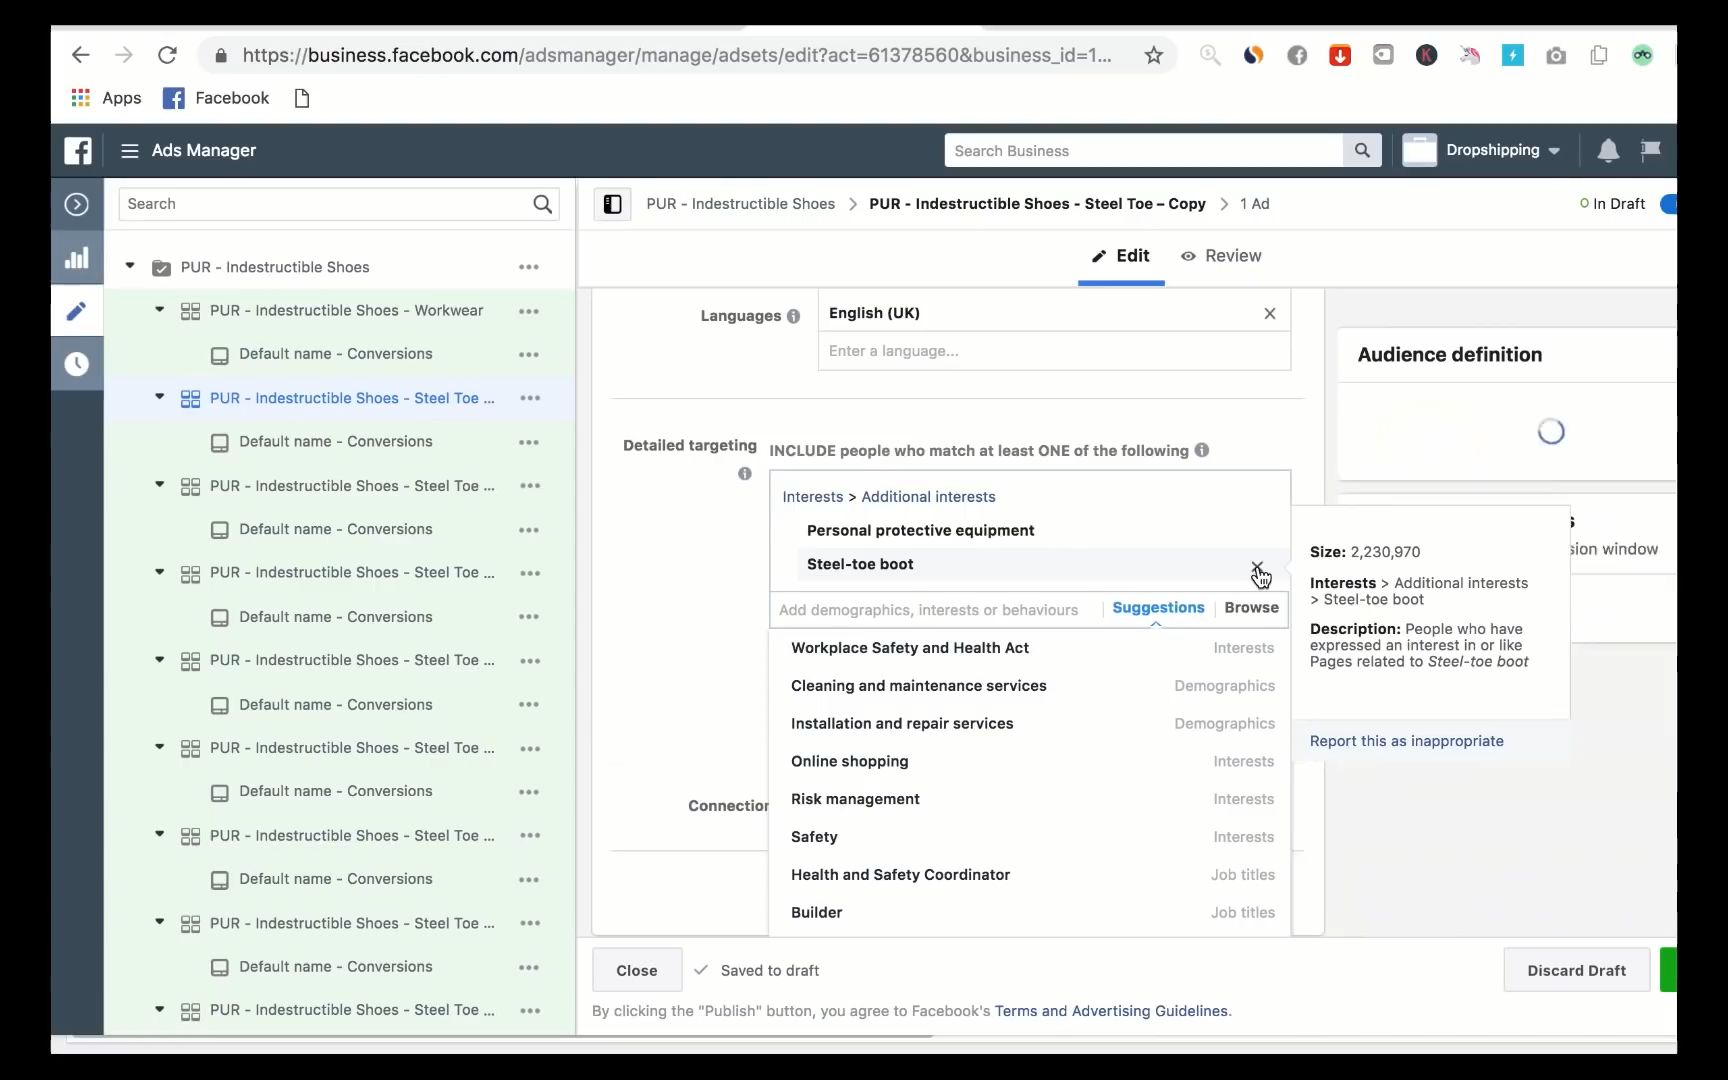 https://business.facebook.com/adsmanager/manage/adsets/edit?act=61378560&business_id=1...
Apps
Facebook
Ads Manager
Search Business
Dropshipping
Search
PUR - Indestructible Shoes
PUR - Indestructible Shoes - Steel Toe – Copy
1 Ad
In Draft
Edit
Review
PUR - Indestructible Shoes
PUR - Indestructible Shoes - Workwear
Default name - Conversions
PUR - Indestructible Shoes - Steel Toe ...
Default name - Conversions
PUR - Indestructible Shoes - Steel Toe ...
Default name - Conversions
PUR - Indestructible Shoes - Steel Toe ...
Default name - Conversions
PUR - Indestructible Shoes - Steel Toe ...
Default name - Conversions
PUR - Indestructible Shoes - Steel Toe ...
Default name - Conversions
PUR - Indestructible Shoes - Steel Toe ...
Default name - Conversions
PUR - Indestructible Shoes - Steel Toe ...
Default name - Conversions
PUR - Indestructible Shoes - Steel Toe ...
Languages
English (UK)
Enter a language...
Detailed targeting
INCLUDE people who match at least ONE of the following
Interests > Additional interests
Personal protective equipment
Steel-toe boot
Add demographics, interests or behaviours
Suggestions
Browse
Workplace Safety and Health Act Interests
Cleaning and maintenance services Demographics
Installation and repair services Demographics
Online shopping Interests
Risk management Interests
Safety Interests
Health and Safety Coordinator Job titles
Builder Job titles
Connection
Audience definition
Size: 2,230,970
Interests > Additional interests
> Steel-toe boot
Description: People who have
expressed an interest in or like
Pages related to Steel-toe boot
Report this as inappropriate
sion window
Close
Saved to draft
Discard Draft
By clicking the "Publish" button, you agree to Facebook's Terms and Advertising Guidelines.